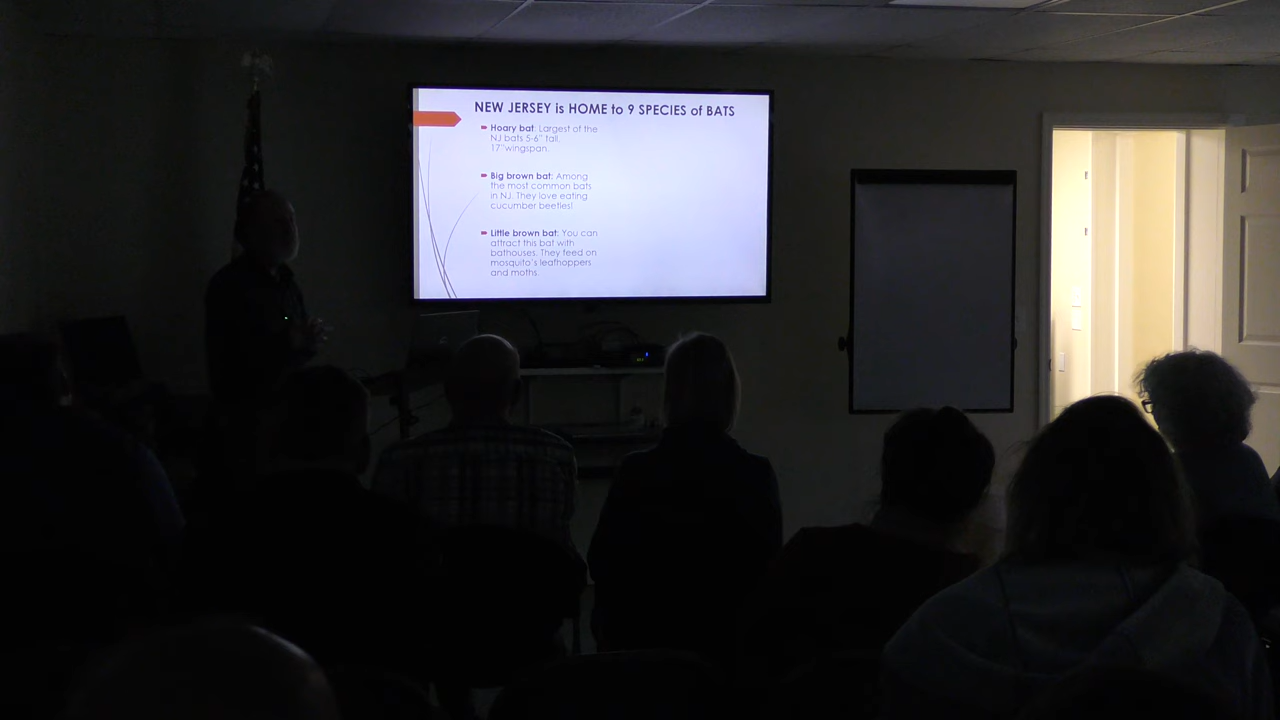 NEW JERSEY is HOME to 9 SPECIES of BATS
Hoary bat: Largest of the
NJ bats 5-6" tall,
17"wingspan.
Big brown bat: Among
the most common bats
in NJ. They love eating
cucumber beetles!
Little brown bat: You can
attract this bat with
bathouses. They feed on
mosquito's leafhoppers
and moths.